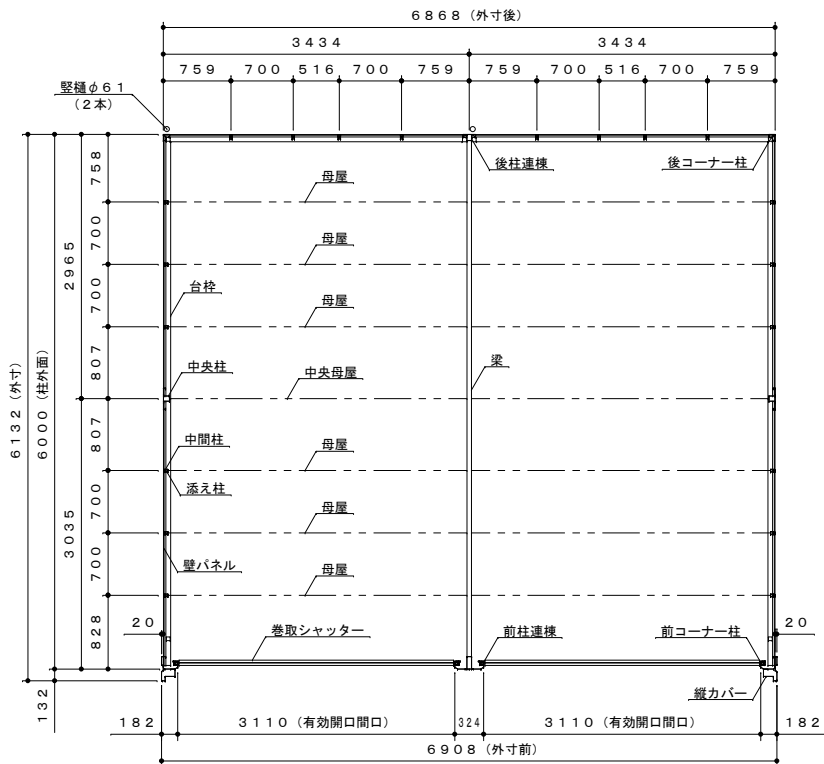 ６８６８（外寸後）
３４３４ ３４３４
７５９ ７００ ５１６ ７００ ７５９ ７５９ ７００ ５１６ ７００ ７５９
竪樋φ６１
（２本）
後柱連棟 後コーナー柱
母屋
母屋
台枠 母屋
中央柱 中央母屋 梁
中間柱 母屋
添え柱
母屋
壁パネル 母屋
７５８
７００
７００
８０７
８０７
７００
７００
８２８
２９６５
３０３５
６０００（柱外面）
１３２
６１３２（外寸）
２０ 巻取シャッター 前柱連棟 前コーナー柱 ２０
縦カバー
１８２ ３１１０（有効開口間口） ３２４ ３１１０（有効開口間口） １８２
６９０８（外寸前）